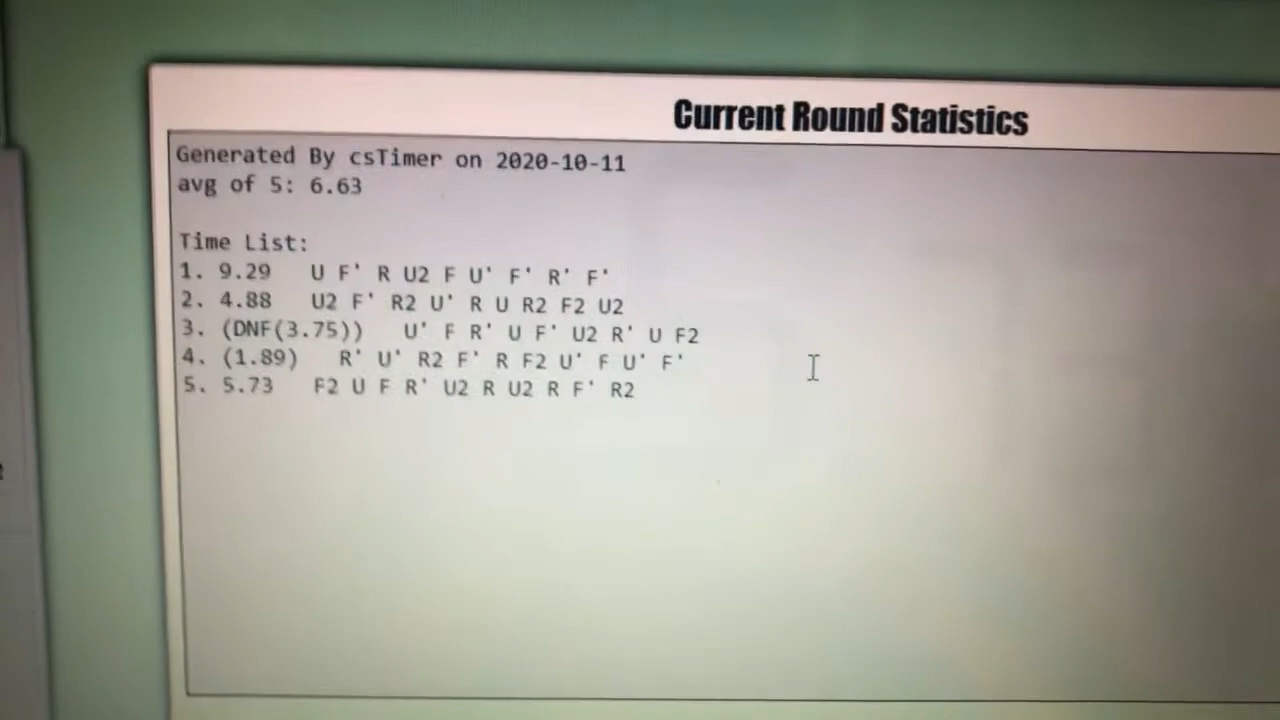 Current Round Statistics
Generated By csTimer on 2020-10-11
avg of 5: 6.63
Time List:
1. 9.29 U F' R U2 F U' F' R' F'
2. 4.88 U2 F' R2 U' R U R2 F2 U2
3. (DNF(3.75)) U' F R' U F' U2 R' U F2
4. (1.89) R' U' R2 F' R F2 U' F U' F'
5. 5.73 F2 U F R' U2 R U2 R F' R2